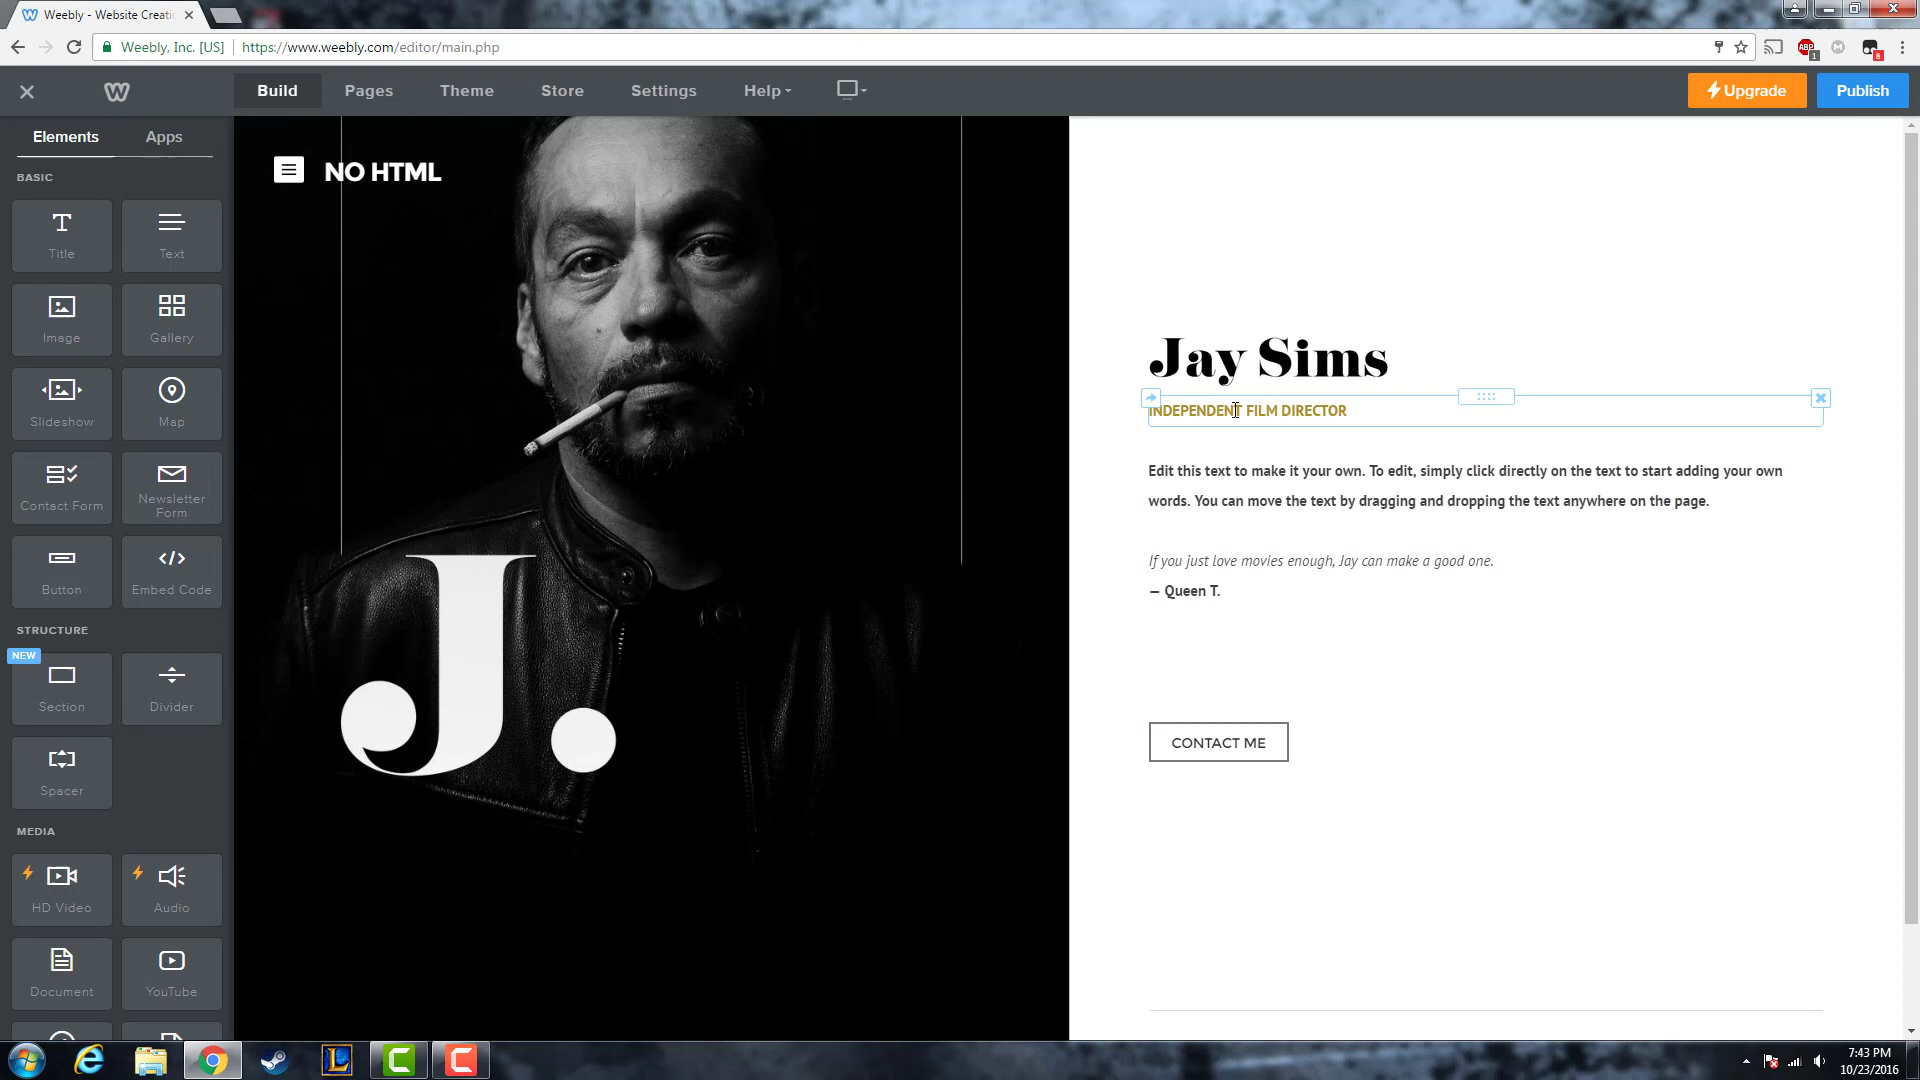 Weebly - Website Creatio
Weebly, Inc. [US]
https://www.weebly.com/editor/main.php
ABP
1
M
8
Build
Pages
Theme
Store
Settings
Help
Upgrade
Publish
Elements
Apps
BASIC
Title
Text
Image
Gallery
Slideshow
Map
Contact Form
Newsletter
Form
Button
Embed Code
STRUCTURE
NEW
Section
Divider
Spacer
MEDIA
HD Video
Audio
Document
YouTube
NO HTML
J.
Jay Sims
INDEPENDENT FILM DIRECTOR
Edit this text to make it your own. To edit, simply click directly on the text to start adding your own
words. You can move the text by dragging and dropping the text anywhere on the page.
If you just love movies enough, Jay can make a good one.
— Queen T.
CONTACT ME
7:43 PM
10/23/2016